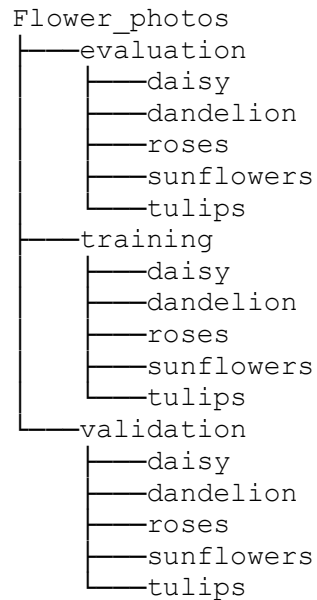 Flower_photos
evaluation
daisy
dandelion
roses
sunflowers
tulips
training
daisy
dandelion
roses
sunflowers
tulips
validation
daisy
dandelion
roses
sunflowers
tulips